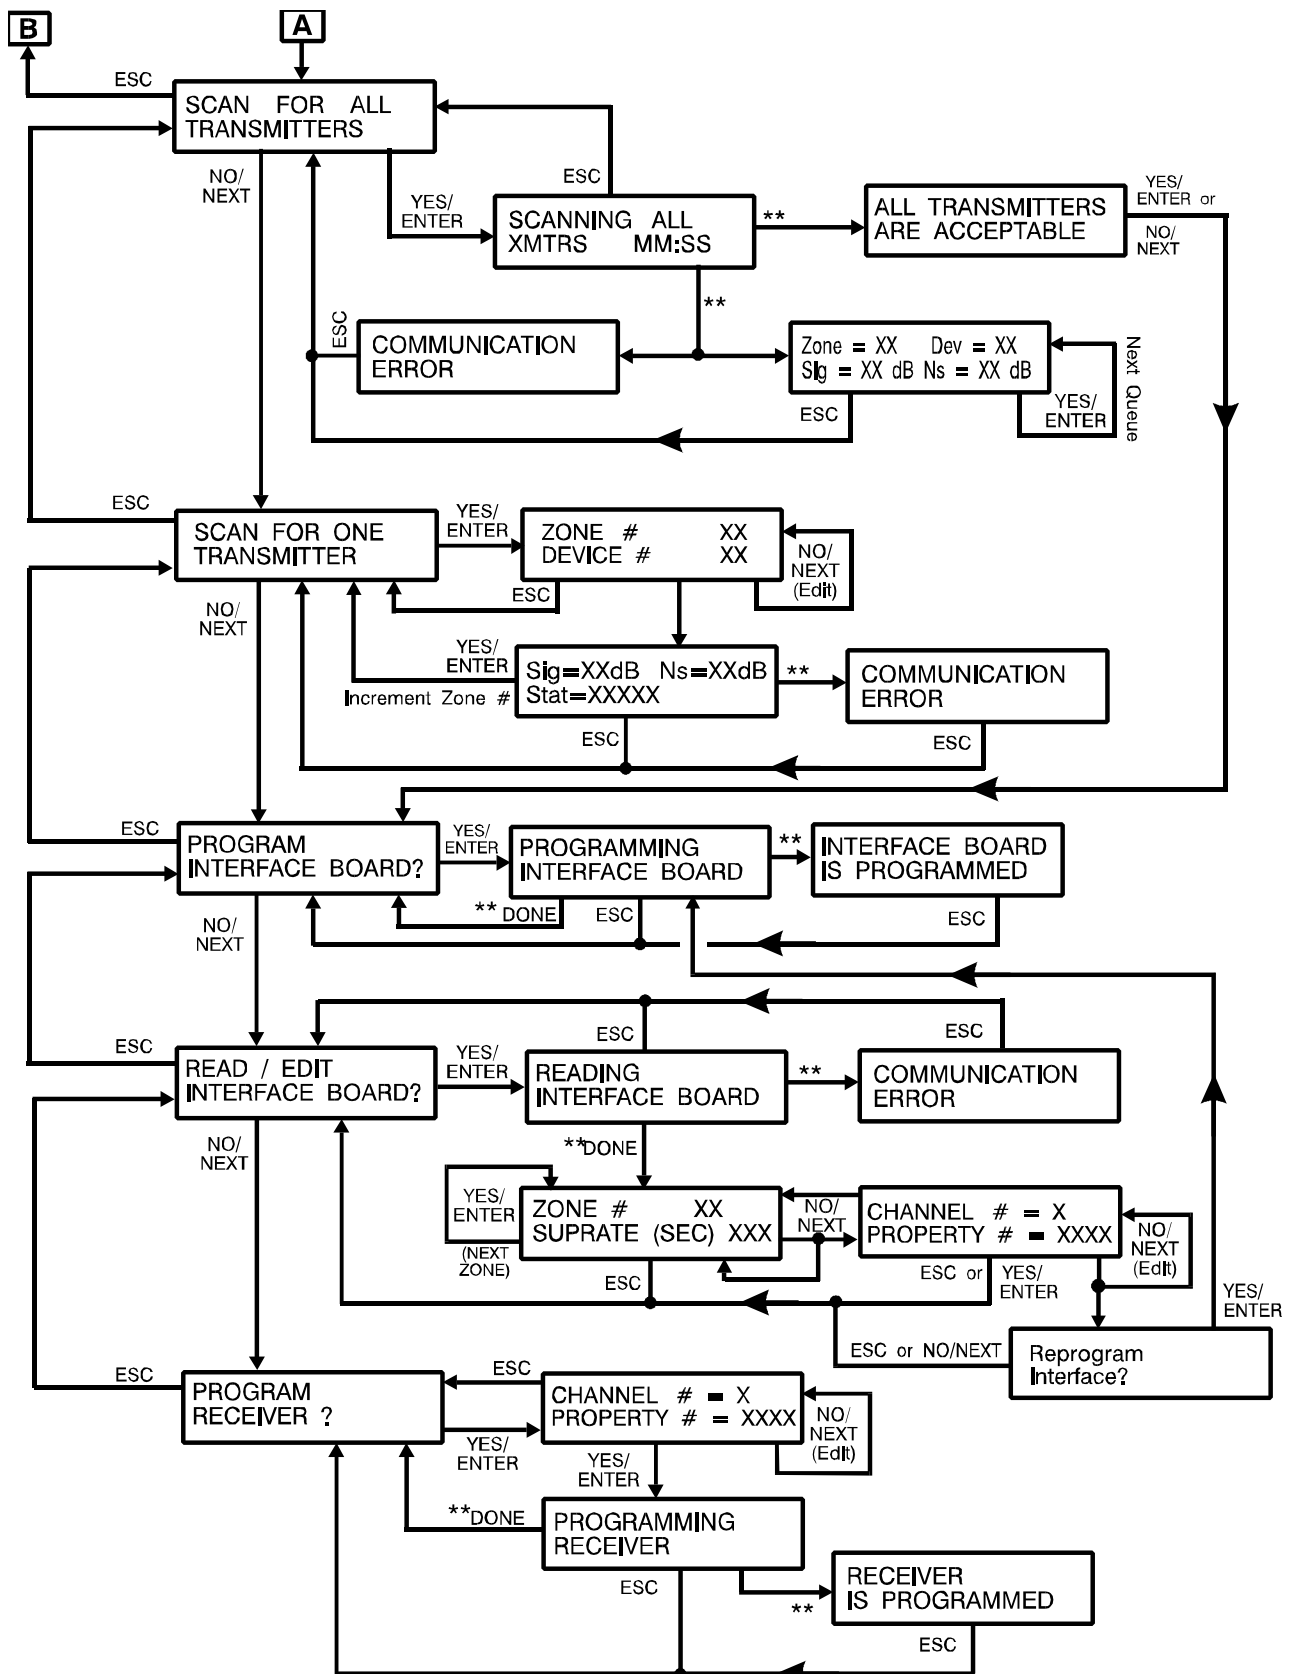 B
A
ESC
SCAN FOR ALL
TRANSMITTERS
NO/
NEXT
YES/
ENTER
ESC
SCANNING ALL
XMTRS MM:SS
**
ALL TRANSMITTERS
ARE ACCEPTABLE
YES/
ENTER or
NO/
NEXT
**
ESC
COMMUNICATION
ERROR
Zone = XX Dev = XX
Sig = XX dB Ns = XX dB
ESC
YES/
ENTER
Next Queue
ESC
SCAN FOR ONE
TRANSMITTER
YES/
ENTER
ZONE # XX
DEVICE # XX
NO/
NEXT
(Edit)
ESC
NO/
NEXT
YES/
ENTER
Increment Zone #
Sig=XXdB Ns=XXdB
Stat=XXXXX
**
COMMUNICATION
ERROR
ESC
ESC
ESC
PROGRAM
INTERFACE BOARD?
YES/
ENTER
PROGRAMMING
INTERFACE BOARD
**
INTERFACE BOARD
IS PROGRAMMED
** DONE
ESC
ESC
NO/
NEXT
ESC
ESC
ESC
READ / EDIT
INTERFACE BOARD?
YES/
ENTER
READING
INTERFACE BOARD
**
COMMUNICATION
ERROR
NO/
NEXT
**DONE
YES/
ENTER
(NEXT
ZONE)
ZONE # XX
SUPRATE (SEC) XXX
NO/
NEXT
CHANNEL # = X
PROPERTY # = XXXX
NO/
NEXT
(Edit)
ESC
ESC or
YES/
ENTER
YES/
ENTER
ESC or NO/NEXT
Reprogram
Interface?
ESC
PROGRAM
RECEIVER ?
ESC
YES/
ENTER
CHANNEL # = X
PROPERTY # = XXXX
NO/
NEXT
(Edit)
YES/
ENTER
**DONE
PROGRAMMING
RECEIVER
ESC
**
RECEIVER
IS PROGRAMMED
ESC